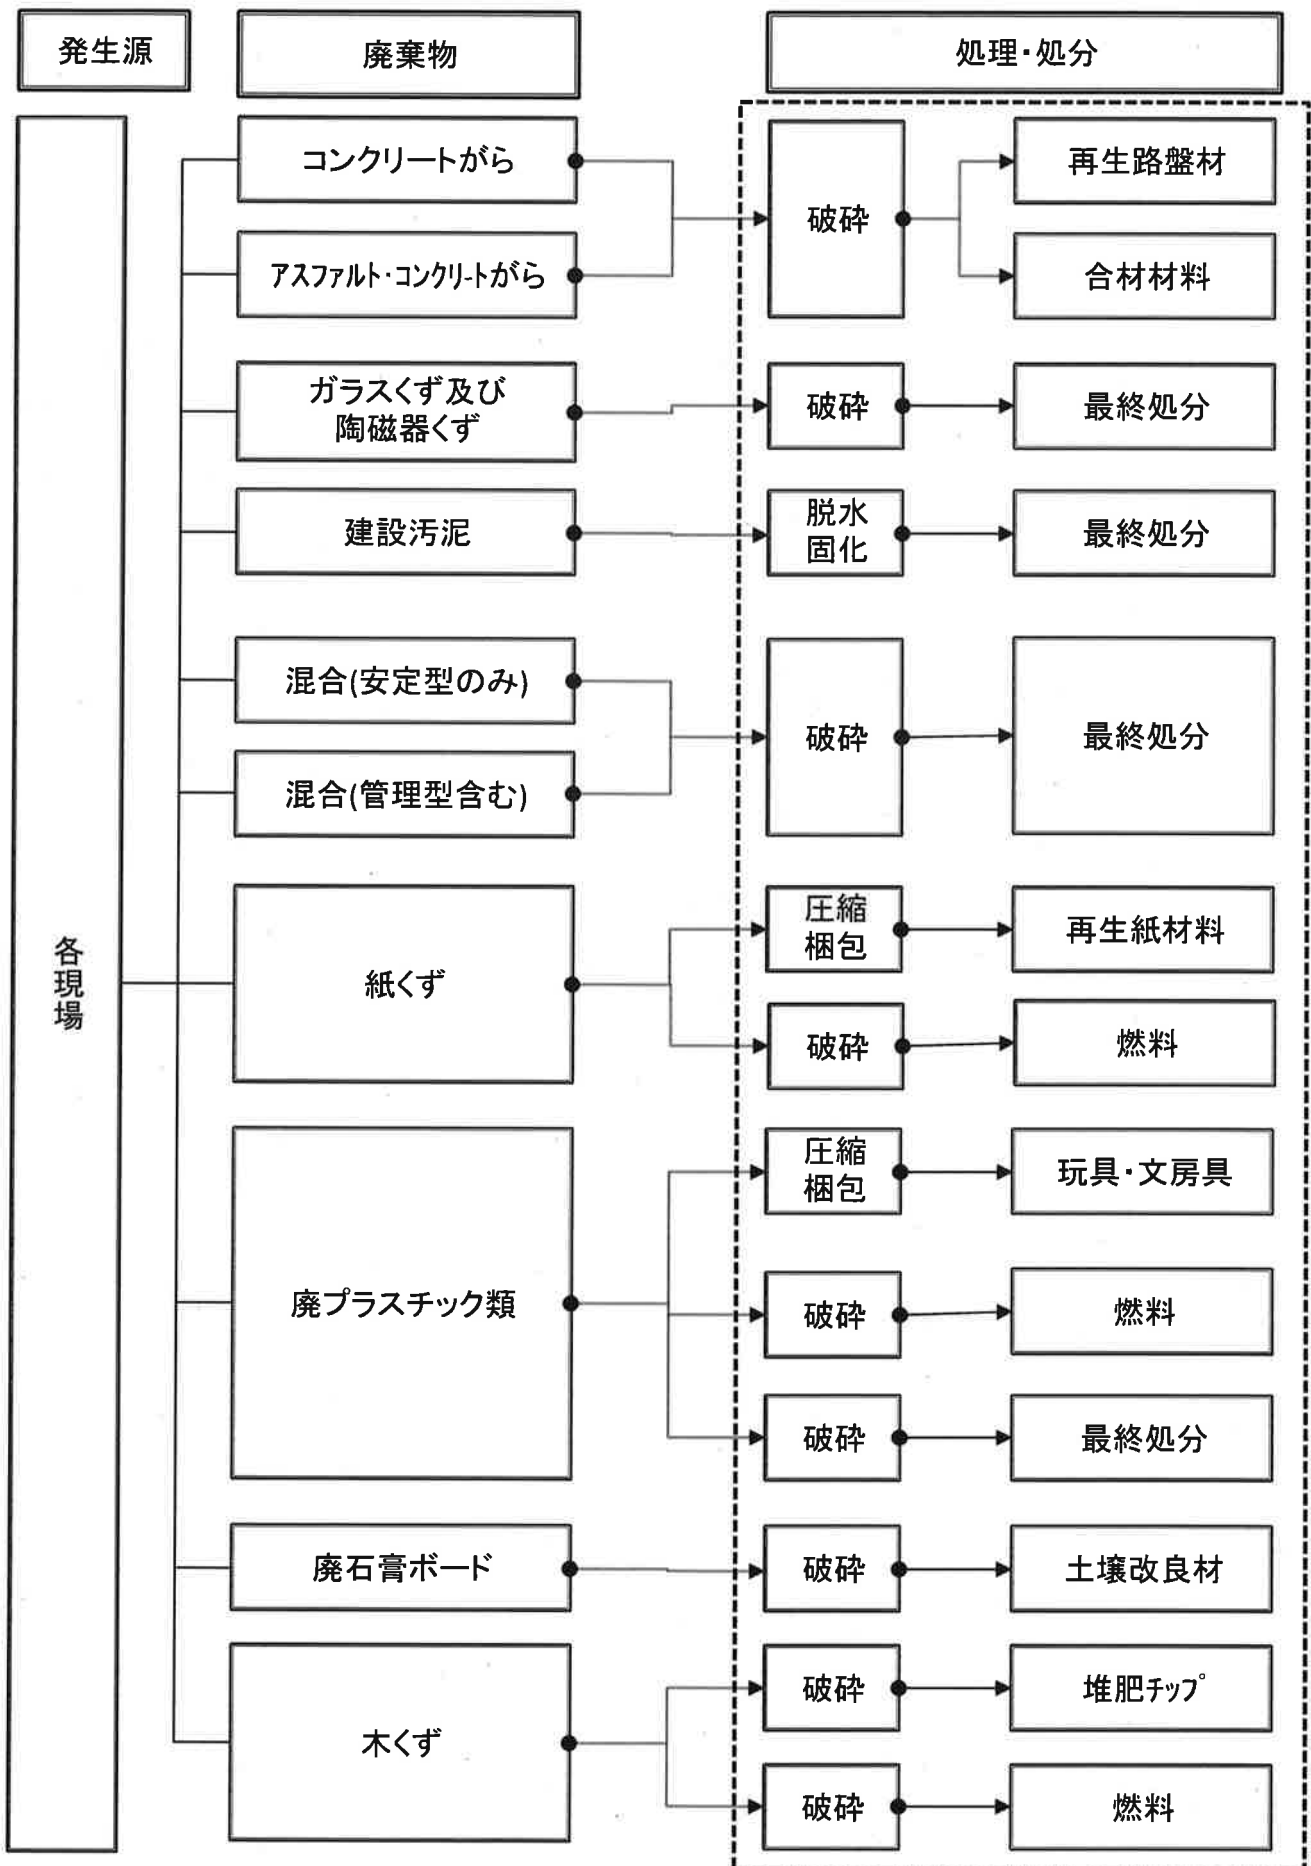 発生源
廃棄物
処理・処分
各現場
コンクリートがら
アスファルト・コンクリートがら
破砕
再生路盤材
合材材料
ガラスくず及び
陶磁器くず
破砕
最終処分
建設汚泥
脱水
固化
最終処分
混合(安定型のみ)
混合(管理型含む)
破砕
最終処分
紙くず
圧縮
梱包
再生紙材料
破砕
燃料
廃プラスチック類
圧縮
梱包
玩具・文房具
破砕
燃料
破砕
最終処分
廃石膏ボード
破砕
土壌改良材
木くず
破砕
堆肥チップ
破砕
燃料